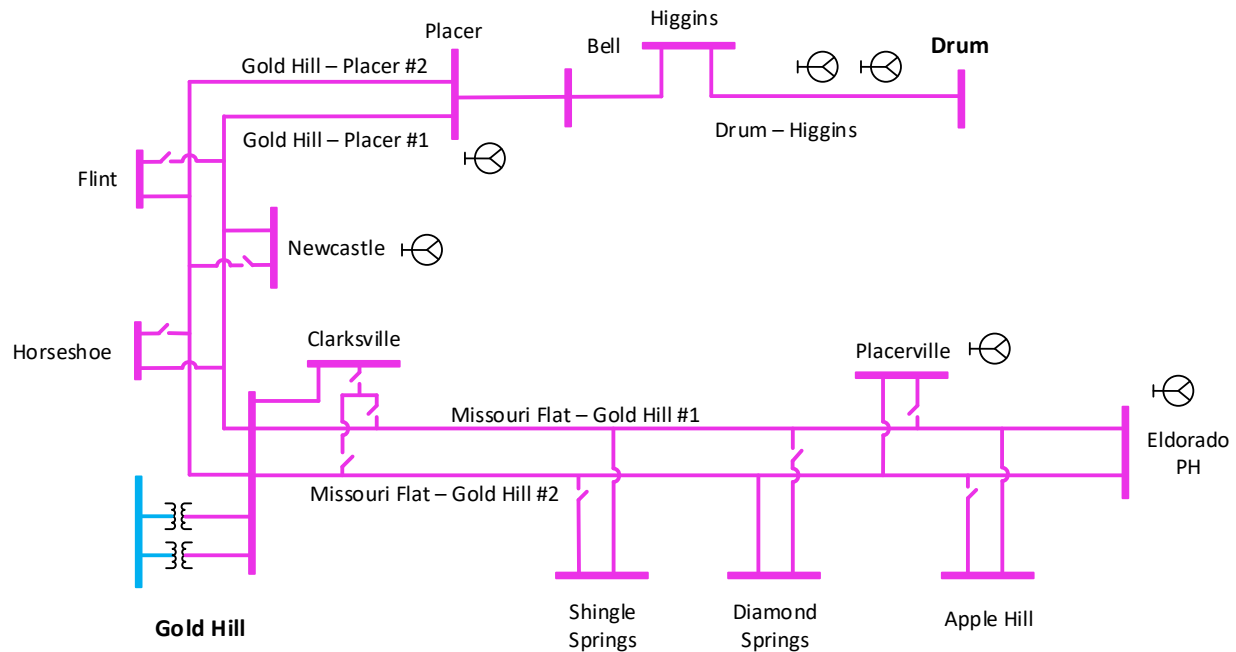 Higgins
Placer
Bell
Drum
Gold Hill – Placer #2
Gold Hill – Placer #1
Drum – Higgins
Flint
Newcastle
Horseshoe
Clarksville
Placerville
Missouri Flat – Gold Hill #1
Eldorado
PH
Missouri Flat – Gold Hill #2
Gold Hill
Shingle
Springs
Diamond
Springs
Apple Hill